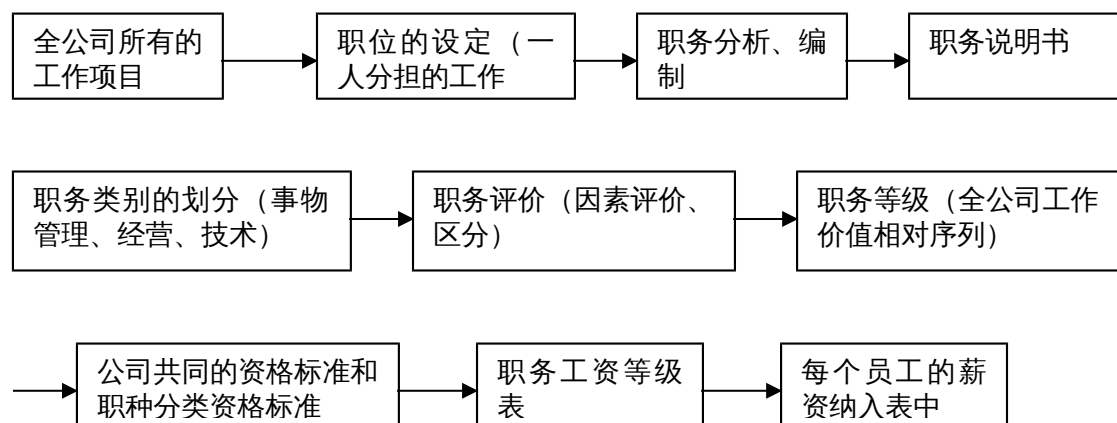 全公司所有的
工作项目
职位的设定（一
人分担的工作
职务分析、编
制
职务说明书
职务类别的划分（事物
管理、经营、技术）
职务评价（因素评价、
区分）
职务等级（全公司工作
价值相对序列）
公司共同的资格标准和
职种分类资格标准
职务工资等级
表
每个员工的薪
资纳入表中